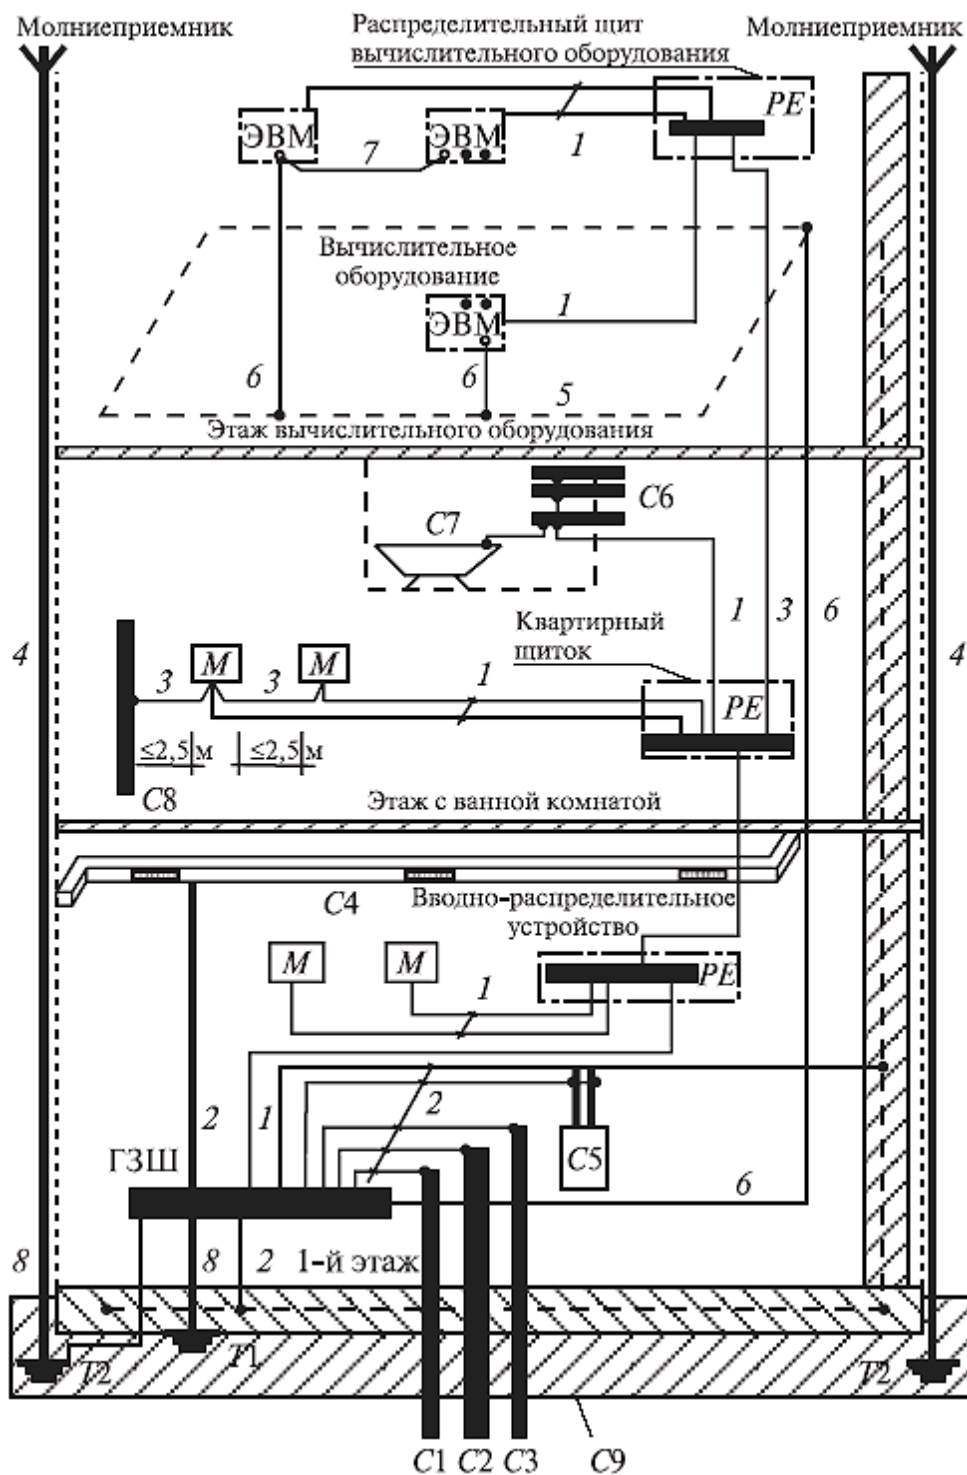 Молниеприемник
Распределительный щит
вычислительного оборудования
Молниеприемник
PE
ЭВМ
7
ЭВМ
1
Вычислительное
оборудование
ЭВМ
1
6
6
5
Этаж вычислительного оборудования
C7
C6
1
3
6
Квартирный
щиток
4
4
3
M
3
M
1
PE
≤2,5 м
≤2,5 м
C8
Этаж с ванной комнатой
C4
Вводно-распределительное
устройство
M
M
1
PE
2
1
2
C5
ГЗШ
6
8
8
2
1-й этаж
T2
T1
T2
C1
C2
C3
C9